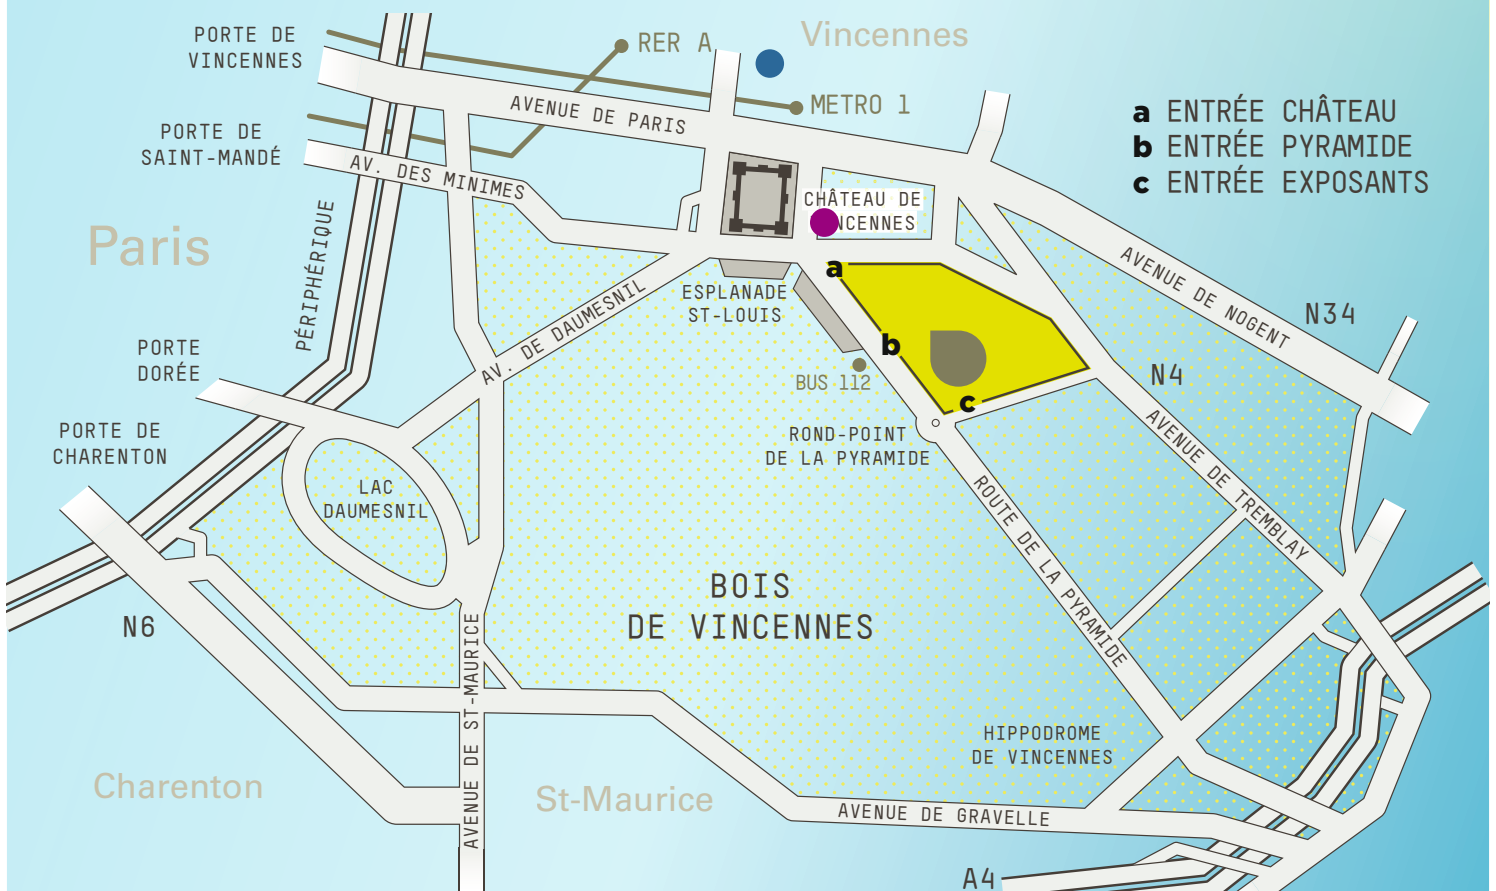 PORTE DE
VINCENNES
RER A
Vincennes
METRO 1
AVENUE DE PARIS
a ENTRÉE CHÂTEAU
b ENTRÉE PYRAMIDE
c ENTRÉE EXPOSANTS
PORTE DE
SAINT-MANDÉ
AV. DES MINIMES
CHÂTEAU DE
Paris
PÉRIPHÉRIQUE
AVENUE DE NOGENT
N34
a
ESPLANADE
ST-LOUIS
AV. DE DAUMESNIL
b
PORTE
DORÉE
BUS 112
N4
c
PORTE DE
CHARENTON
ROND-POINT
DE LA PYRAMIDE
AVENUE DE TREMBLAY
LAC
DAUMESNIL
ROUTE DE LA PYRAMIDE
BOIS
DE VINCENNES
N6
AVENUE DE ST-MAURICE
HIPPODROME
DE VINCENNES
Charenton
St-Maurice
AVENUE DE GRAVELLE
A4